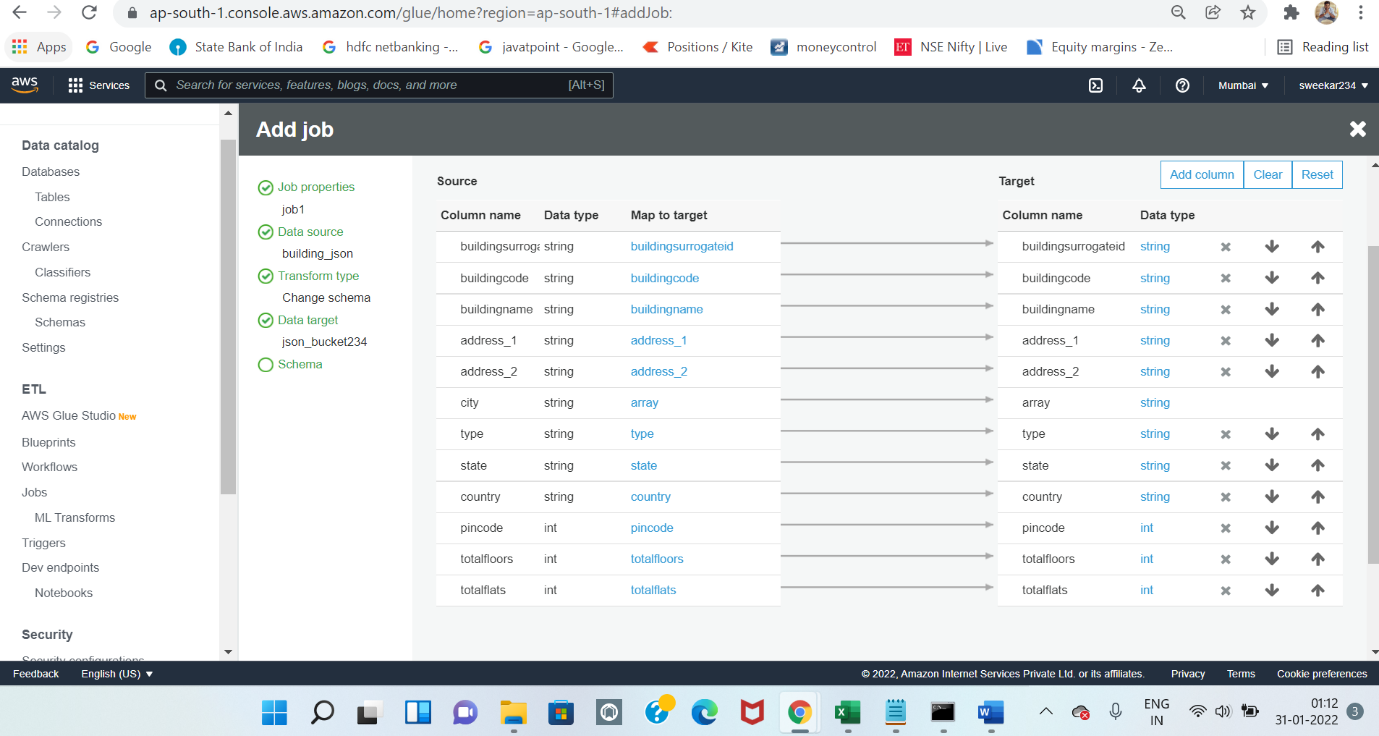 ap-south-1.console.aws.amazon.com/glue/home?region=ap-south-1#addJob:
Apps Google State Bank of India hdfc netbanking -... javatpoint - Google... Positions / Kite moneycontrol ET NSE Nifty | Live Equity margins - Ze... Reading list
aws Services Search for services, features, blogs, docs, and more [Alt+S] Mumbai sweekar234
Add job
Data catalog
Databases
Tables
Connections
Crawlers
Classifiers
Schema registries
Schemas
Settings
ETL
AWS Glue Studio New
Blueprints
Workflows
Jobs
ML Transforms
Triggers
Dev endpoints
Notebooks
Security
Security configurations
Job properties
job1
Data source
building_json
Transform type
Change schema
Data target
json_bucket234
Schema
Add column Clear Reset
Source Target
Column name Data type Map to target Column name Data type
buildingsurroga string buildingsurrogateid buildingsurrogateid string
buildingcode string buildingcode buildingcode string
buildingname string buildingname buildingname string
address_1 string address_1 address_1 string
address_2 string address_2 address_2 string
city string array array string
type string type type string
state string state state string
country string country country string
pincode int pincode pincode int
totalfloors int totalfloors totalfloors int
totalflats int totalflats totalflats int
Feedback English (US) © 2022, Amazon Internet Services Private Ltd. or its affiliates. Privacy Terms Cookie preferences
ENG 01:12
IN 31-01-2022 3